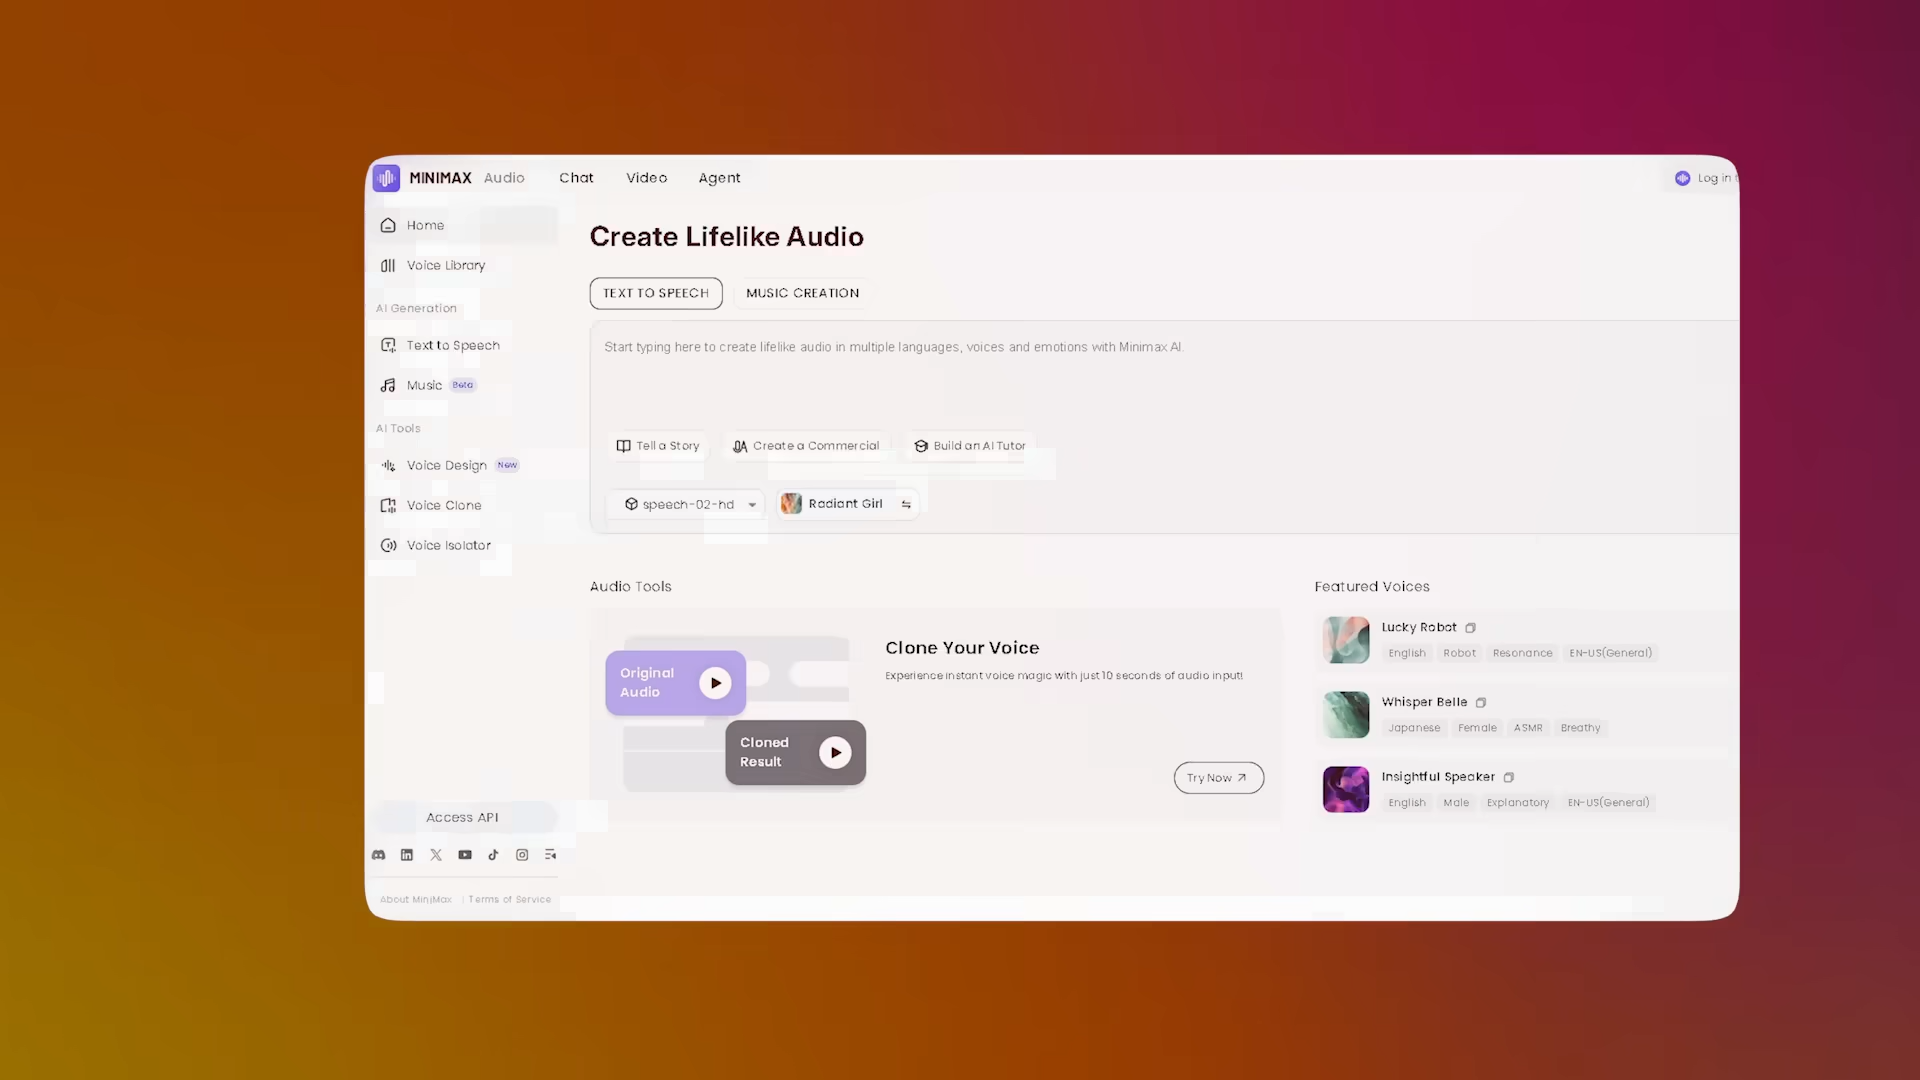 MINIMAX Audio Chat Video Agent Log in
Home
Voice Library
AI Generation
Text to Speech
Music Beta
AI Tools
Voice Design New
Voice Clone
Voice Isolator
Access API
About MiniMax | Terms of Service
Create Lifelike Audio
TEXT TO SPEECH MUSIC CREATION
Start typing here to create lifelike audio in multiple languages, voices and emotions with Minimax AI.
Tell a Story Create a Commercial Build an AI Tutor
speech-02-hd Radiant Girl
Audio Tools
Original
Audio
Cloned
Result
Clone Your Voice
Experience instant voice magic with just 10 seconds of audio input!
Try Now
Featured Voices
Lucky Robot
English Robot Resonance EN-US(General)
Whisper Belle
Japanese Female ASMR Breathy
Insightful Speaker
English Male Explanatory EN-US(General)